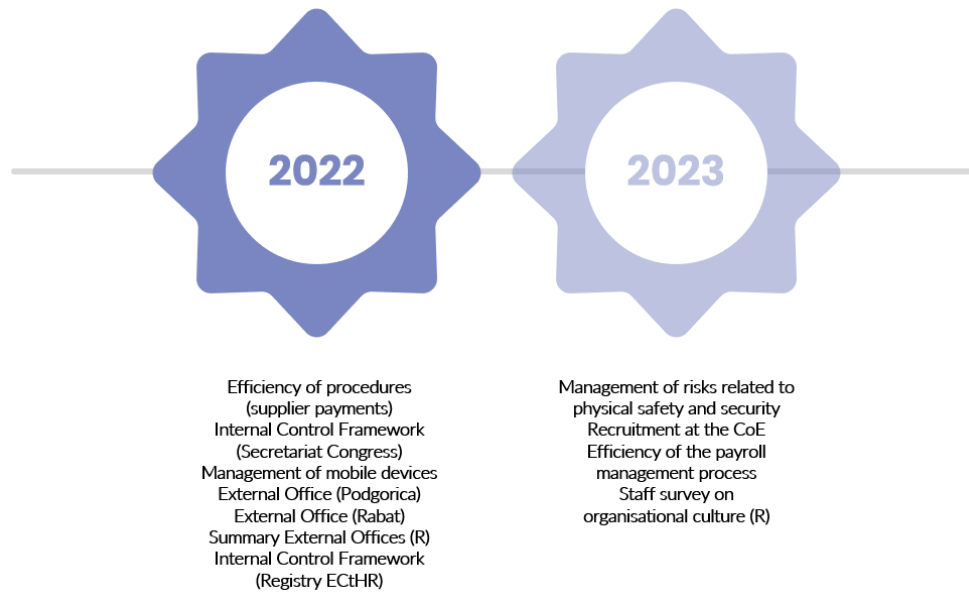 2022
2023
Efficiency of procedures
(supplier payments)
Internal Control Framework
(Secretariat Congress)
Management of mobile devices
External Office (Podgorica)
External Office (Rabat)
Summary External Offices (R)
Internal Control Framework
(Registry ECtHR)
Management of risks related to
physical safety and security
Recruitment at the CoE
Efficiency of the payroll
management process
Staff survey on
organisational culture (R)